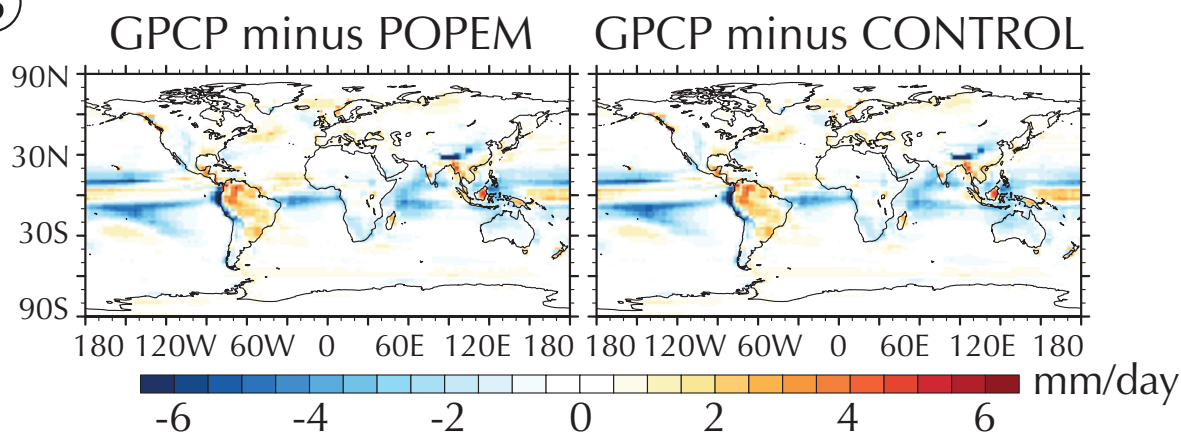 GPCP minus POPEM GPCP minus CONTROL
90N
30N
30S
90S
180 120W 60W 0 60E 120E 180 180 120W 60W 0 60E 120E 180
mm/day
-6 -4 -2 0 2 4 6